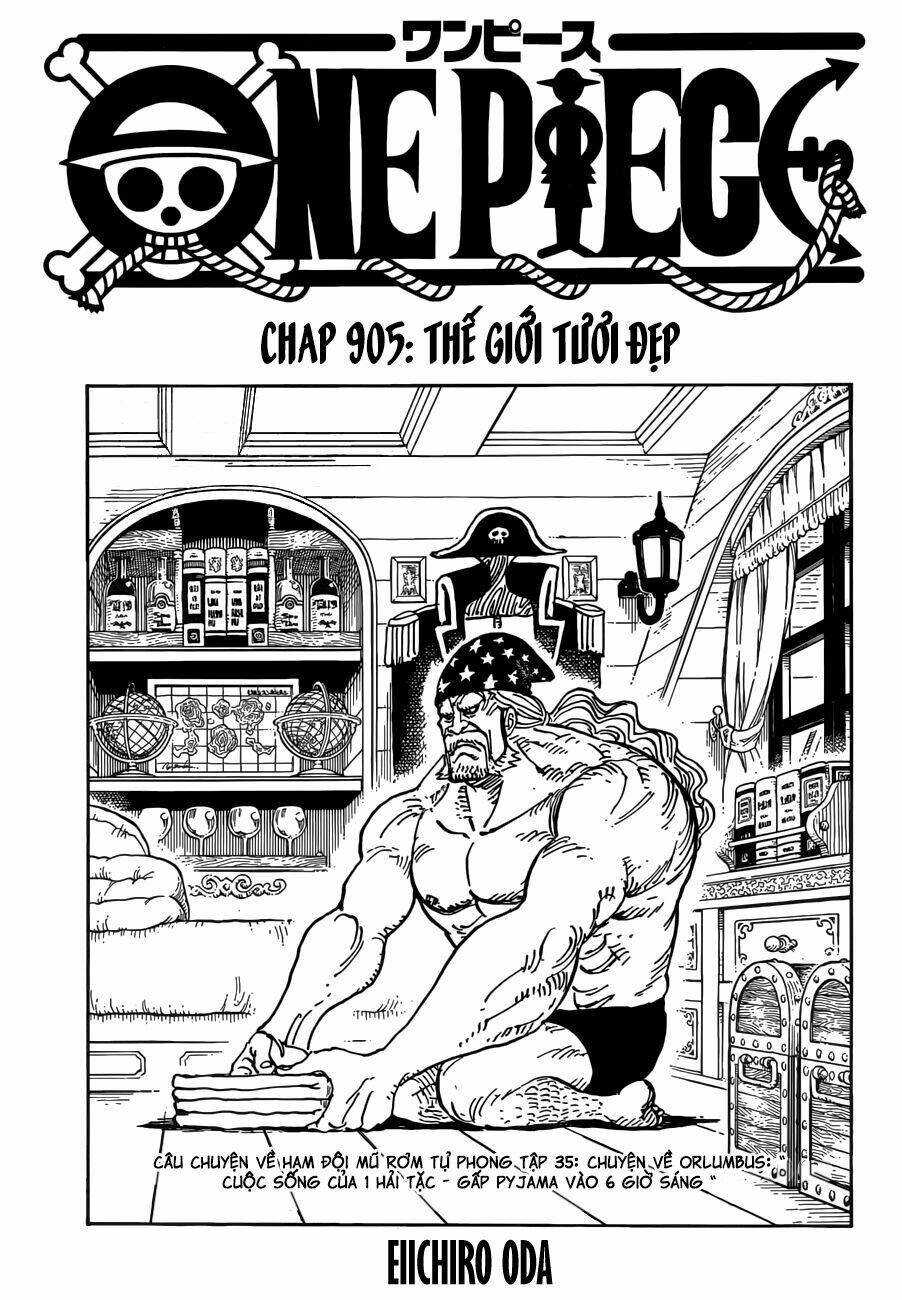 ワンピース
ONE PIECE
CHAP 905: THẾ GIỚI TƯƠI ĐẸP
CÂU CHUYỆN VỀ HẠM ĐỘI MŨ RƠM TỰ PHONG TẬP 35: CHUYỆN VỀ ORLUMBUS: "
CUỘC SỐNG CỦA 1 HẢI TẶC - GẤP PYJAMA VÀO 6 GIỜ SÁNG "
EIICHIRO ODA